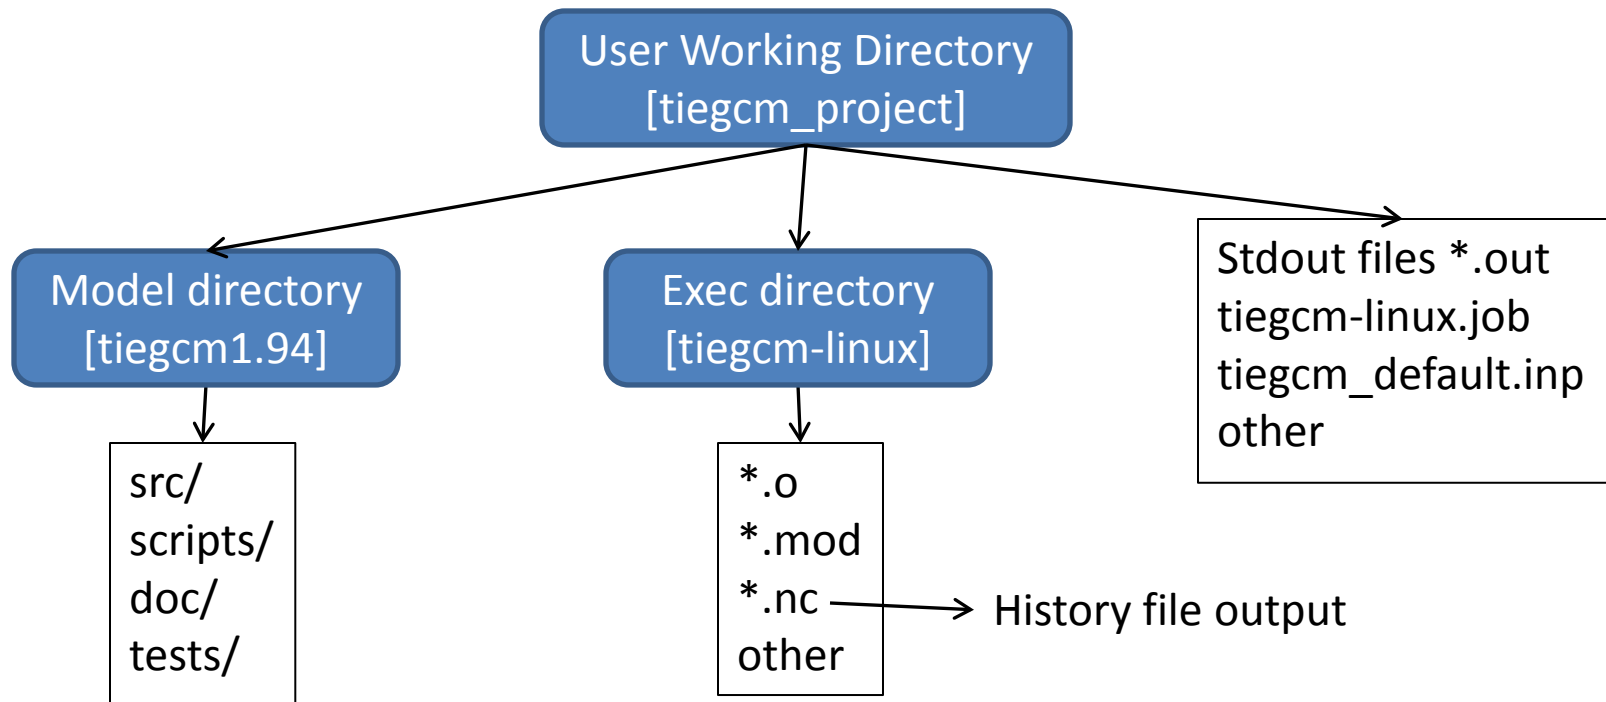 User Working Directory
[tiegcm_project]
Model directory
[tiegcm1.94]
Exec directory
[tiegcm-linux]
Stdout files *.out
tiegcm-linux.job
tiegcm_default.inp
other
src/
scripts/
doc/
tests/
*.o
*.mod
*.nc
other
History file output